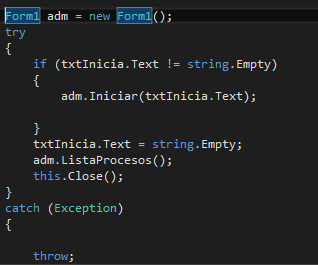 Form1 adm = new Form1();
try
{
if (txtInicia.Text != string.Empty)
{
adm.Iniciar(txtInicia.Text);
}
txtInicia.Text = string.Empty;
adm.ListaProcesos();
this.Close();
}
catch (Exception)
{
throw;